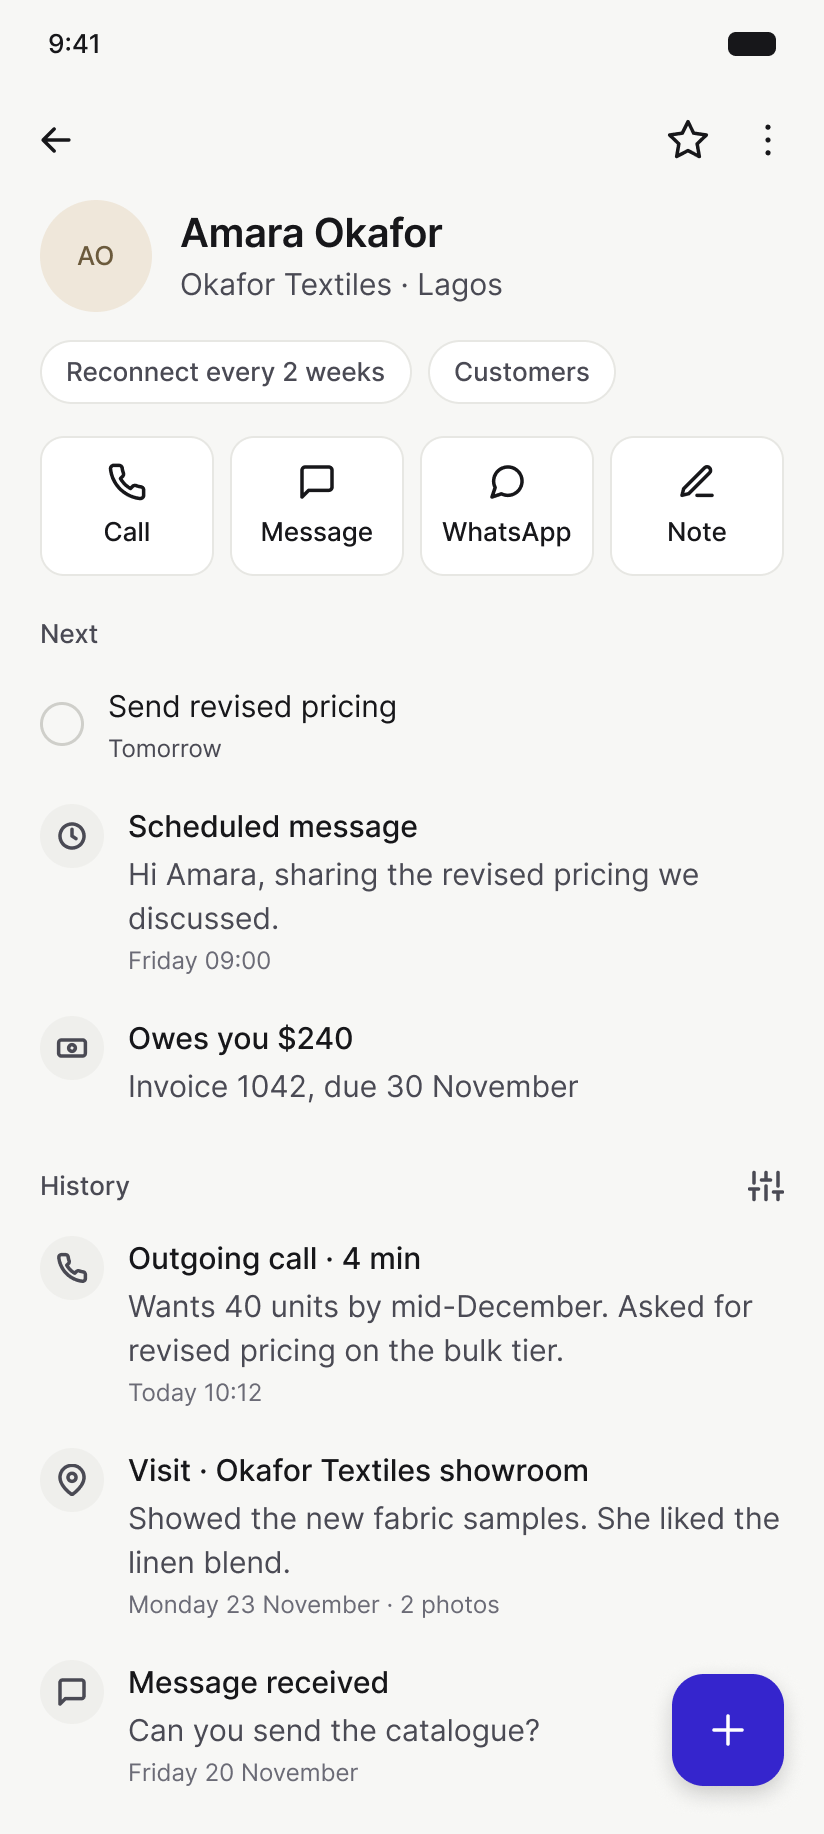 9:41
AO
Amara Okafor
Okafor Textiles · Lagos
Reconnect every 2 weeks
Customers
Call
Message
WhatsApp
Note
Next
Send revised pricing
Tomorrow
Scheduled message
Hi Amara, sharing the revised pricing we
discussed.
Friday 09:00
Owes you $240
Invoice 1042, due 30 November
History
Outgoing call · 4 min
Wants 40 units by mid-December. Asked for
revised pricing on the bulk tier.
Today 10:12
Visit · Okafor Textiles showroom
Showed the new fabric samples. She liked the
linen blend.
Monday 23 November · 2 photos
Message received
Can you send the catalogue?
Friday 20 November